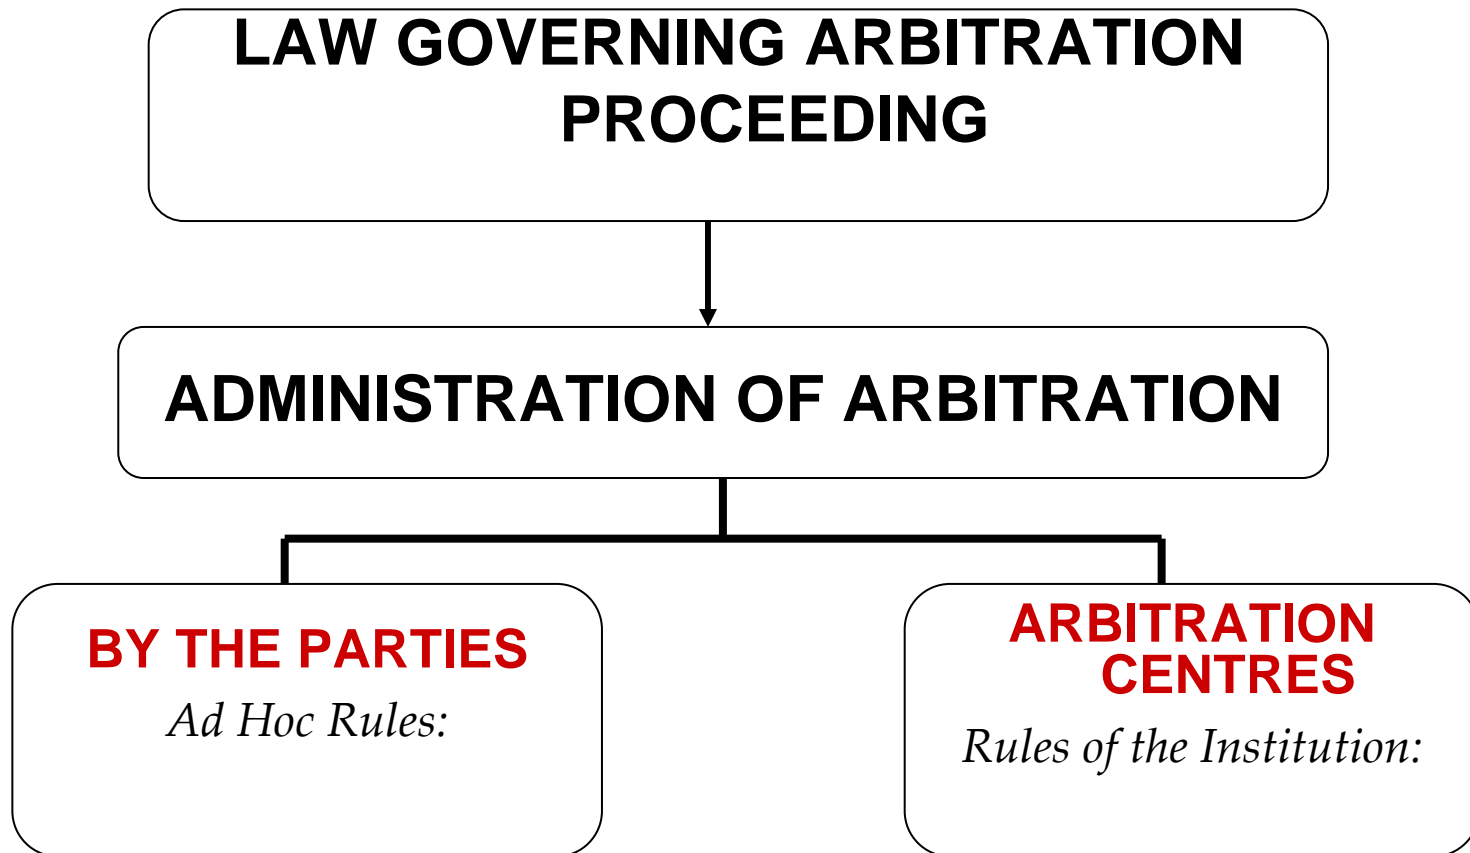 LAW GOVERNING ARBITRATION
PROCEEDING
ADMINISTRATION OF ARBITRATION
BY THE PARTIES
Ad Hoc Rules:
ARBITRATION
CENTRES
Rules of the Institution: